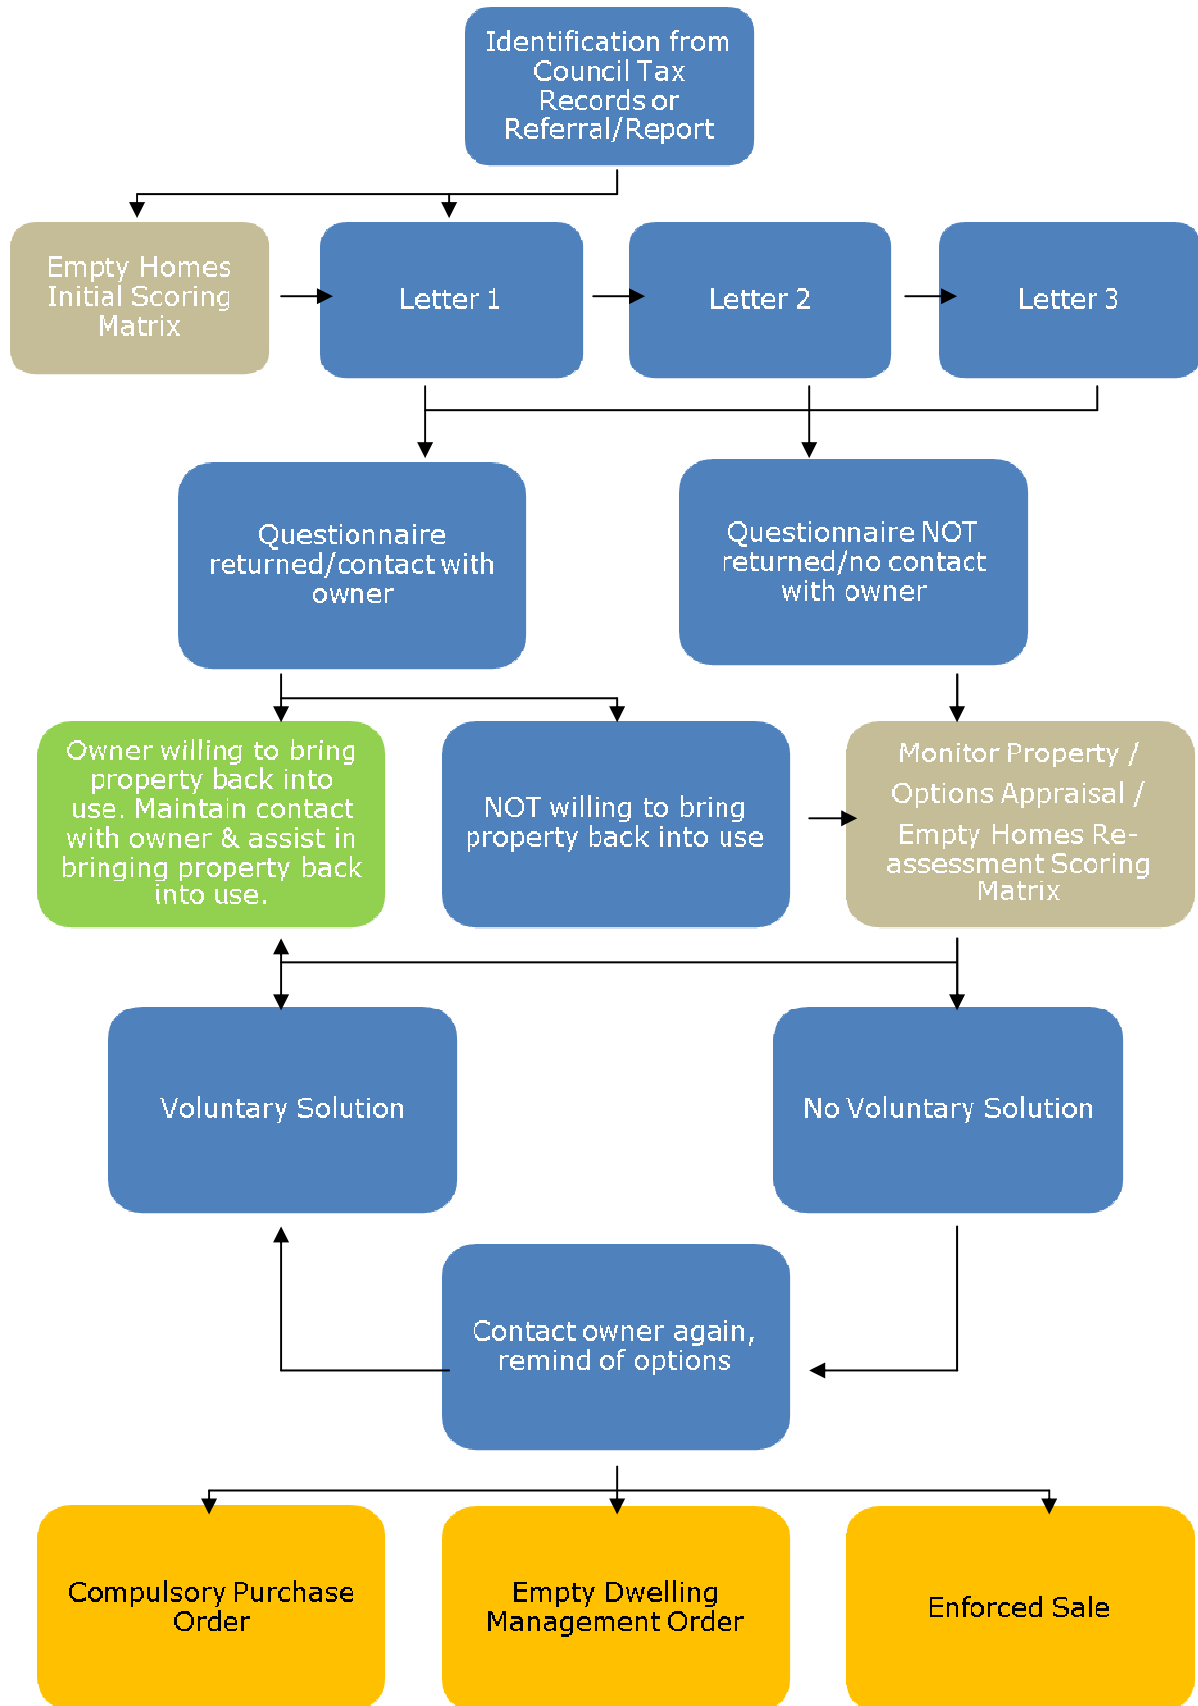 Identification from
Council Tax
Records or
Referral/Report
Empty Homes
Initial Scoring
Matrix
Letter 1
Letter 2
Letter 3
Questionnaire
returned/contact with
owner
Questionnaire NOT
returned/no contact
with owner
Owner willing to bring
property back into
use. Maintain contact
with owner & assist in
bringing property back
into use.
NOT willing to bring
property back into use
Monitor Property /
Options Appraisal /
Empty Homes Re-
assessment Scoring
Matrix
Voluntary Solution
No Voluntary Solution
Contact owner again,
remind of options
Compulsory Purchase
Order
Empty Dwelling
Management Order
Enforced Sale